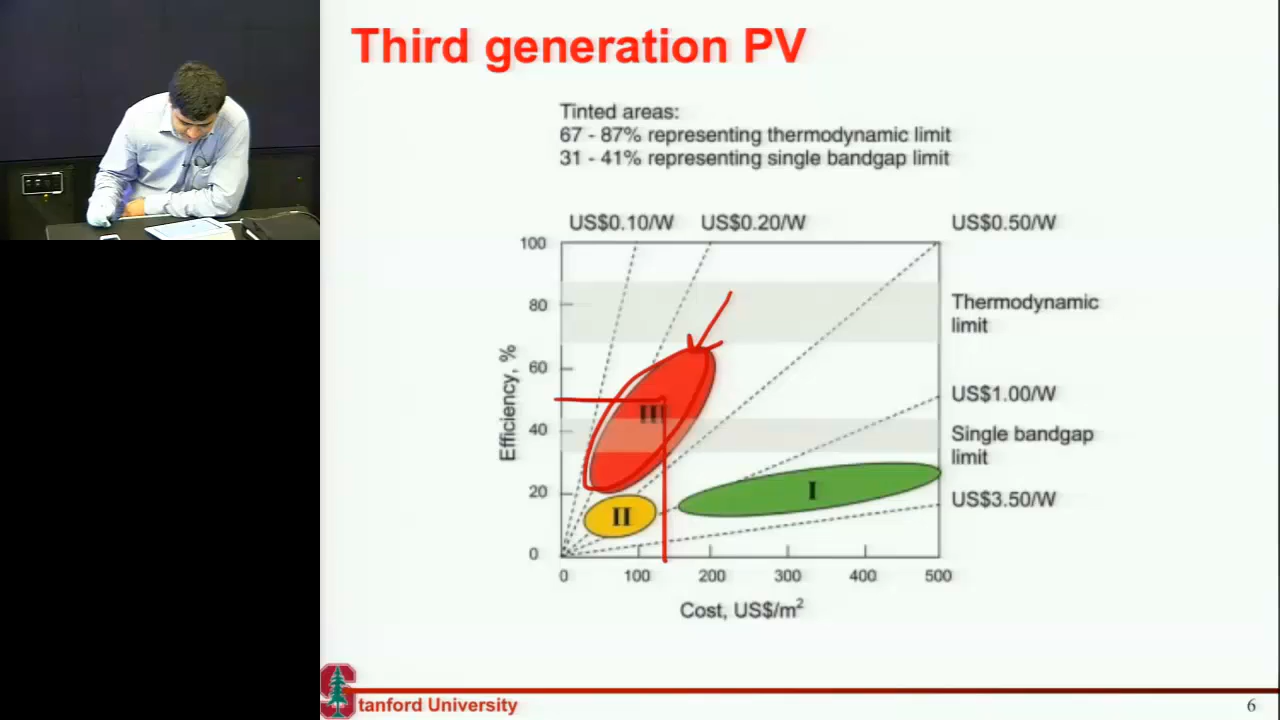 Third generation PV
Tinted areas:
67 - 87% representing thermodynamic limit
31 - 41% representing single bandgap limit
US$0.10/W US$0.20/W US$0.50/W
100
80
60
40
20
0
Efficiency, %
Thermodynamic
limit
US$1.00/W
Single bandgap
limit
US$3.50/W
III
II
I
0 100 200 300 400 500
Cost, US$/m²
Stanford University
6